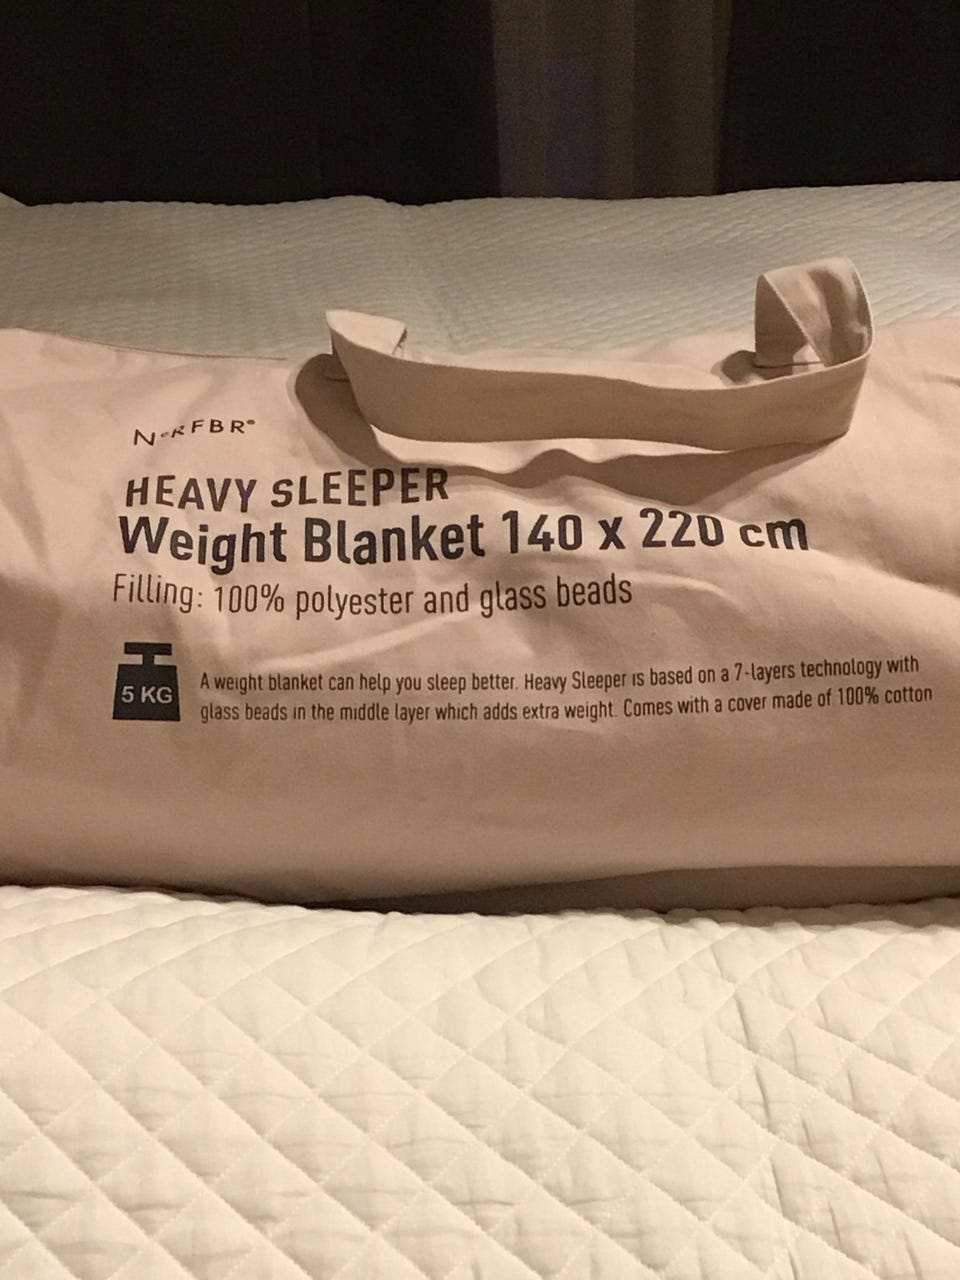 NORFBR®
HEAVY SLEEPER
Weight Blanket 140 x 220 cm
Filling: 100% polyester and glass beads
5 KG
A weight blanket can help you sleep better. Heavy Sleeper is based on a 7-layers technology with
glass beads in the middle layer which adds extra weight. Comes with a cover made of 100% cotton